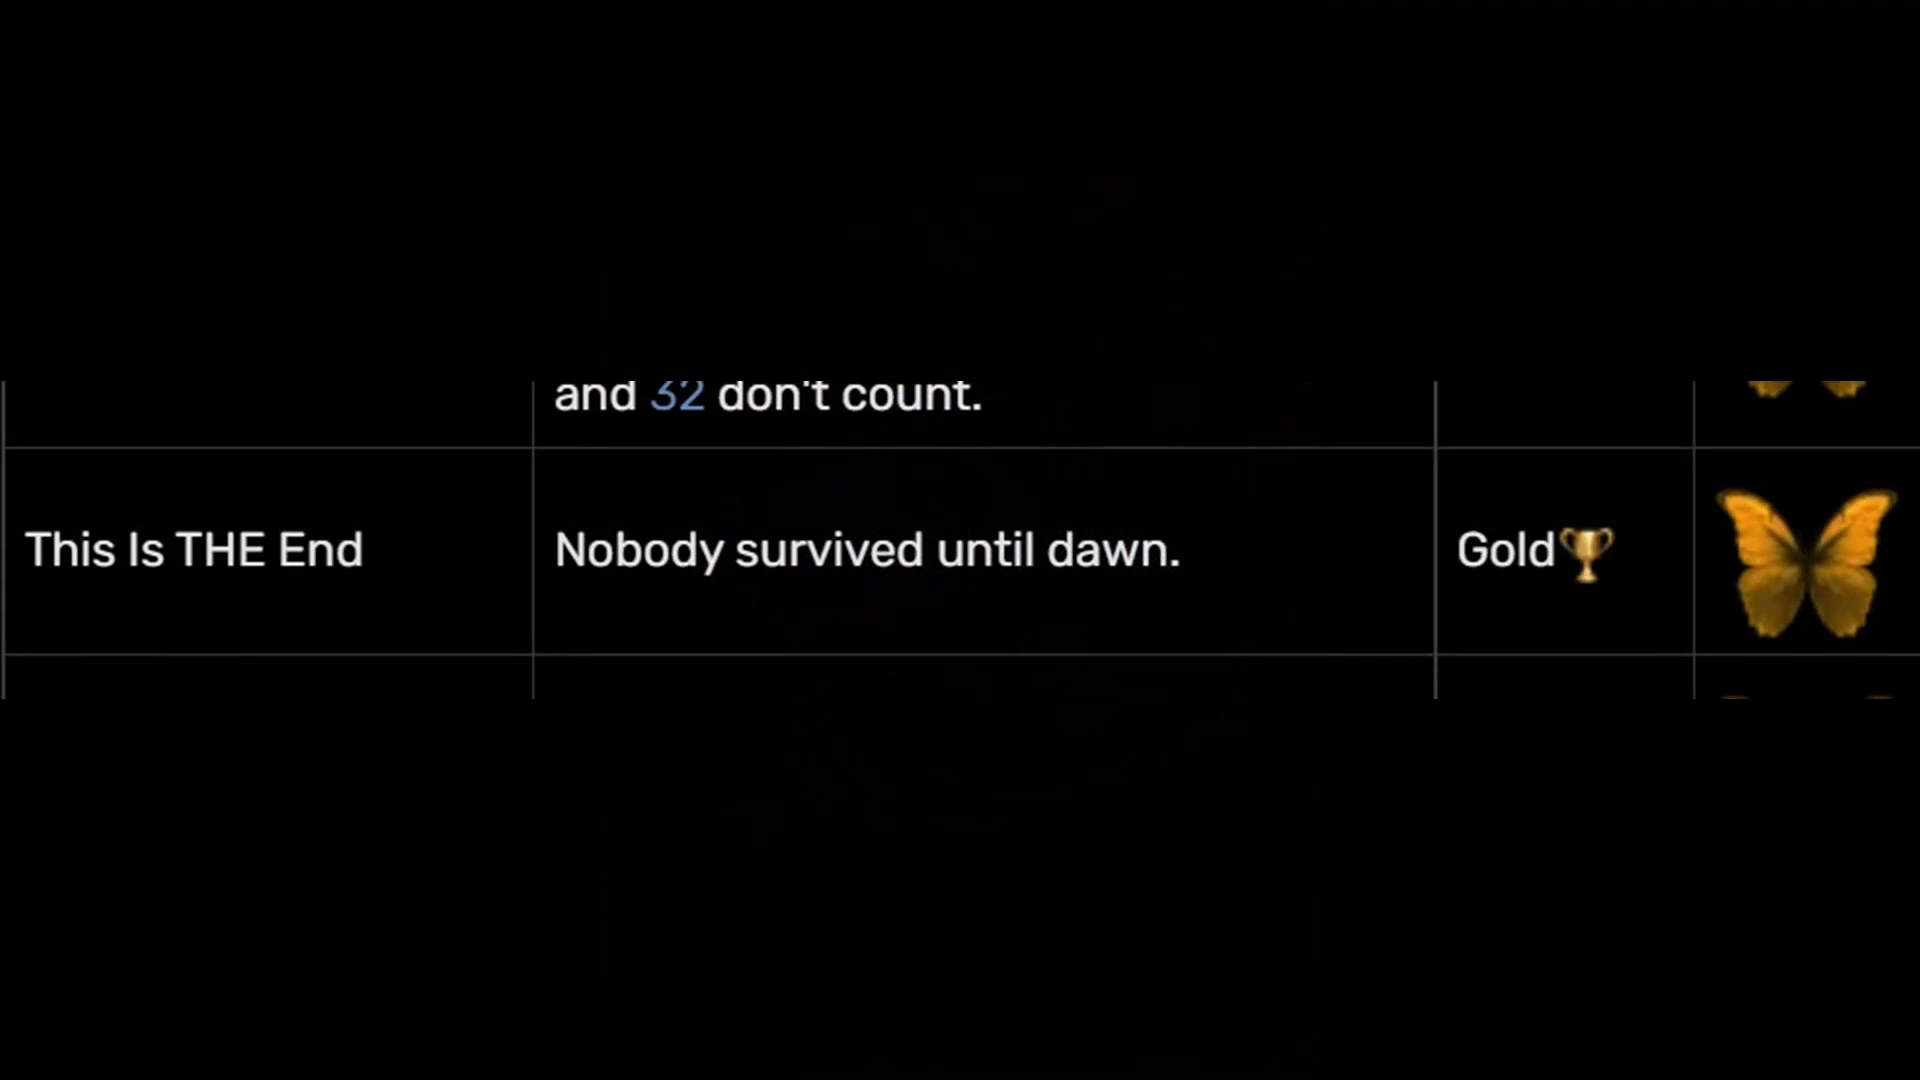 and 32 don't count.
This Is THE End Nobody survived until dawn. Gold